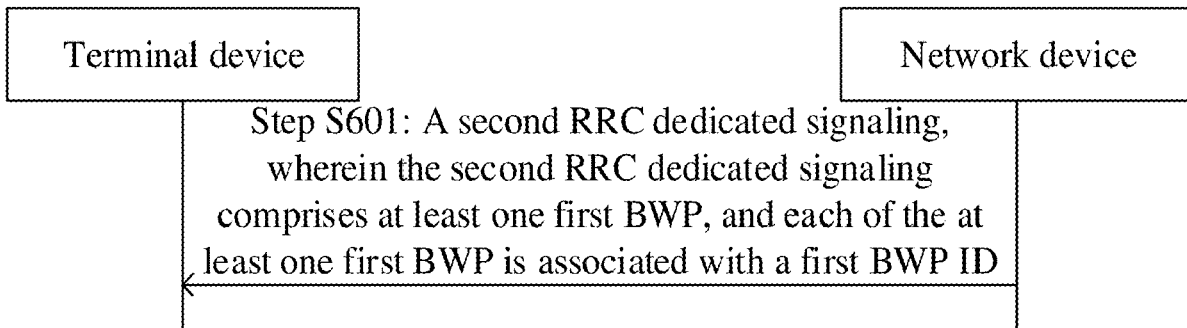 Terminal device
Network device
Step S601: A second RRC dedicated signaling,
wherein the second RRC dedicated signaling
comprises at least one first BWP, and each of the at
least one first BWP is associated with a first BWP ID